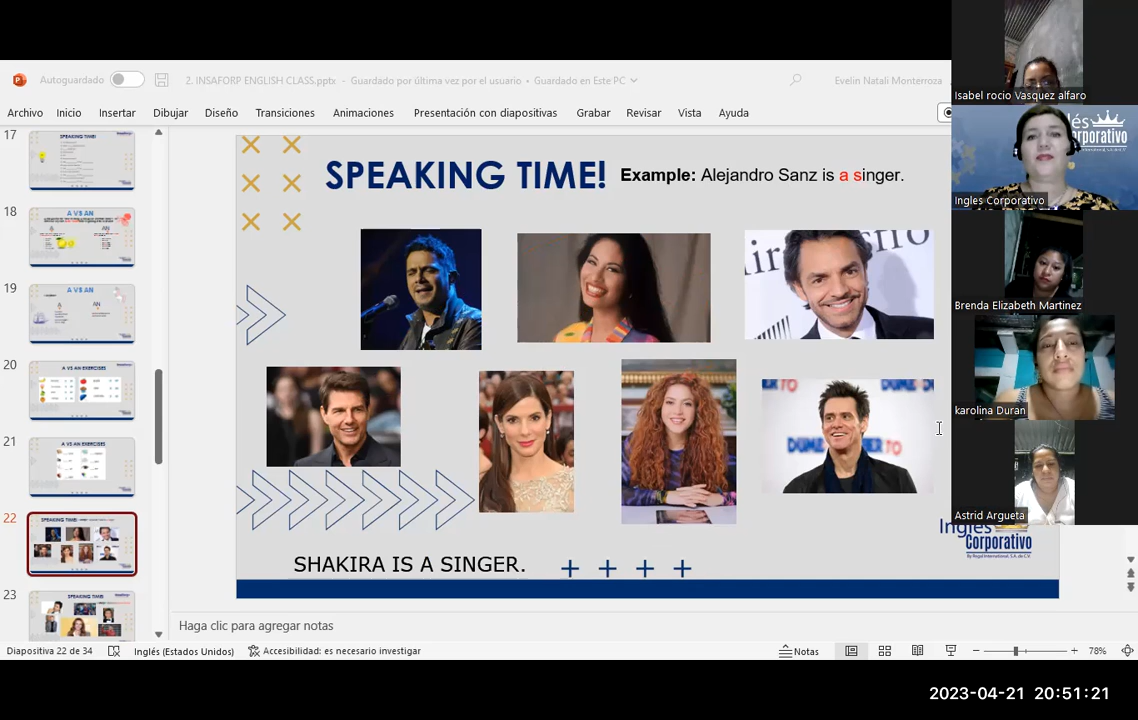 Autoguardado
2. INSAFORP ENGLISH CLASS.pptx - Guardado por última vez por el usuario • Guardado en Este PC
Evelin Natali Monterroza
Archivo Inicio Insertar Dibujar Diseño Transiciones Animaciones Presentación con diapositivas Grabar Revisar Vista Ayuda
17
SPEAKING TIME!
18
A VS AN
19
A VS AN
20
A VS AN EXERCISES
21
A VS AN EXERCISES
22
SPEAKING TIME!
23
SPEAKING TIME!
SPEAKING TIME!
Example: Alejandro Sanz is a singer.
SHAKIRA IS A SINGER.
Inglés
Corporativo
Haga clic para agregar notas
Diapositiva 22 de 34
Inglés (Estados Unidos)
Accesibilidad: es necesario investigar
Notas
78%
Isabel rocio Vasquez alfaro
Ingles Corporativo
Brenda Elizabeth Martinez
karolina Duran
Astrid Argueta
2023-04-21 20:51:21